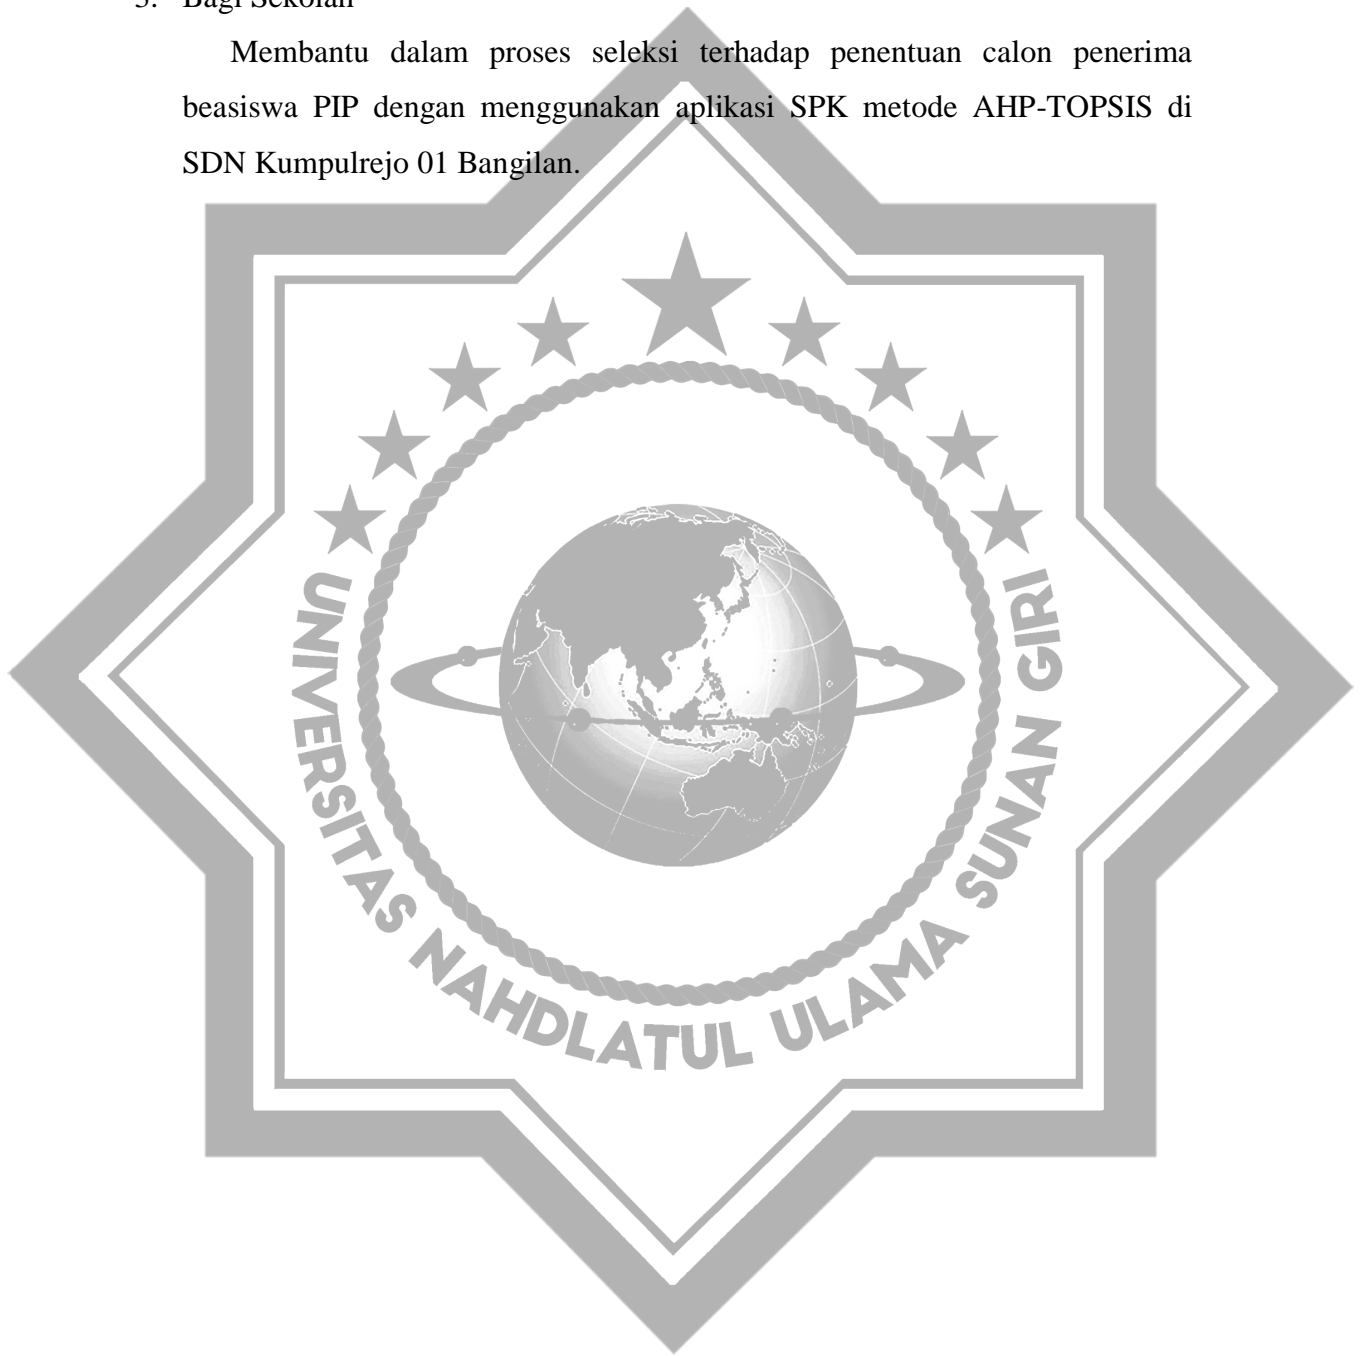 3. Bagi Sekolah
Membantu dalam proses seleksi terhadap penentuan calon penerima
beasiswa PIP dengan menggunakan aplikasi SPK metode AHP-TOPSIS di
SDN Kumpulrejo 01 Bangilan.
UNIVERSITAS NAHDLATUL ULAMA SUNAN GIRI